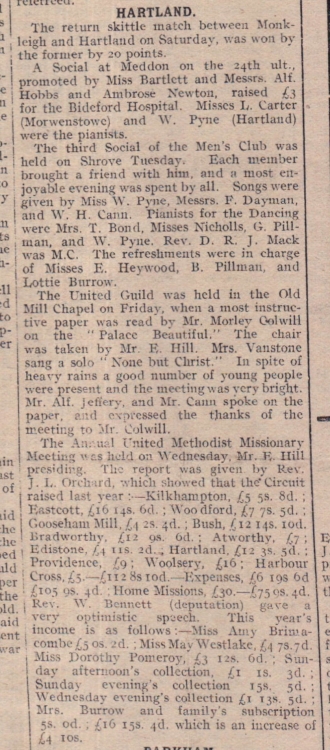 HARTLAND.
The return skittle match between Monk-
leigh and Hartland on Saturday, was won by
the former by 20 points.
A Social at Meddon on the 24th ult.,
promoted by Miss Bartlett and Messrs. Alf.
Hobbs and Ambrose Newton, raised £3
for the Bideford Hospital. Misses L. Carter
(Morwenstowe) and W. Pyne (Hartland)
were the pianists.
The third Social of the Men's Club was
held on Shrove Tuesday. Each member
brought a friend with him, and a most en-
joyable evening was spent by all. Songs were
given by Miss W. Pyne, Messrs. F. Dayman,
and W. H. Cann. Pianists for the Dancing
were Mrs. T. Bond, Misses Nicholls, G. Pill-
man, and W. Pyne. Rev. D. R. J. Mack
was M.C. The refreshments were in charge
of Misses E. Heywood, B. Pillman, and
Lottie Burrow.
The United Guild was held in the Old
Mill Chapel on Friday, when a most instruc-
tive paper was read by Mr. Morley Colwill
on the "Palace Beautiful." The chair
was taken by Mr. E. Hill. Mrs. Vanstone
sang a solo "None but Christ." In spite of
heavy rains a good number of young people
were present and the meeting was very bright.
Mr. Alf. Jeffery, and Mr. Cann spoke on the
paper, and expressed the thanks of the
meeting to Mr. Colwill.
The Annual United Methodist Missionary
Meeting was held on Wednesday, Mr. E. Hill
presiding. The report was given by Rev.
J. L. Orchard, which showed that the Circuit
raised last year:—Kilkhampton, £5 5s. 8d.;
Eastcott, £16 14s. 6d.; Woodford, £7 7s. 5d.;
Gooseham Mill, £4 2s. 4d.; Bush, £12 14s. 10d.
Bradworthy, £12 9s. 6d.; Atworthy, £7;
Edistone, £4 11s. 2d., Hartland, £12 3s. 5d.;
Providence, £9; Woolsery, £16; Harbour
Cross, £5.—£112 8s 10d.—Expenses, £6 19s 6d
£105 9s. 4d.; Home Missions, £30.—£75 9s. 4d.
Rev. W. Bennett (deputation) gave a
very optimistic speech. This year's
income is as follows:—Miss Amy Brima-
combe £5 0s. 2d.; Miss May Westlake, £4 7s. 7d.
Miss Dorothy Pomeroy, £3 12s. 6d.; Sun-
day afternoon's collection, £1 1s. 3d.;
Sunday evening's collection 15s. 5d.;
Wednesday evening's collection £1 13s. 5d.;
Mrs. Burrow and family's subscription
5s. 0d.; £16 15s. 4d. which is an increase of
£4 10s.
PARKHAM